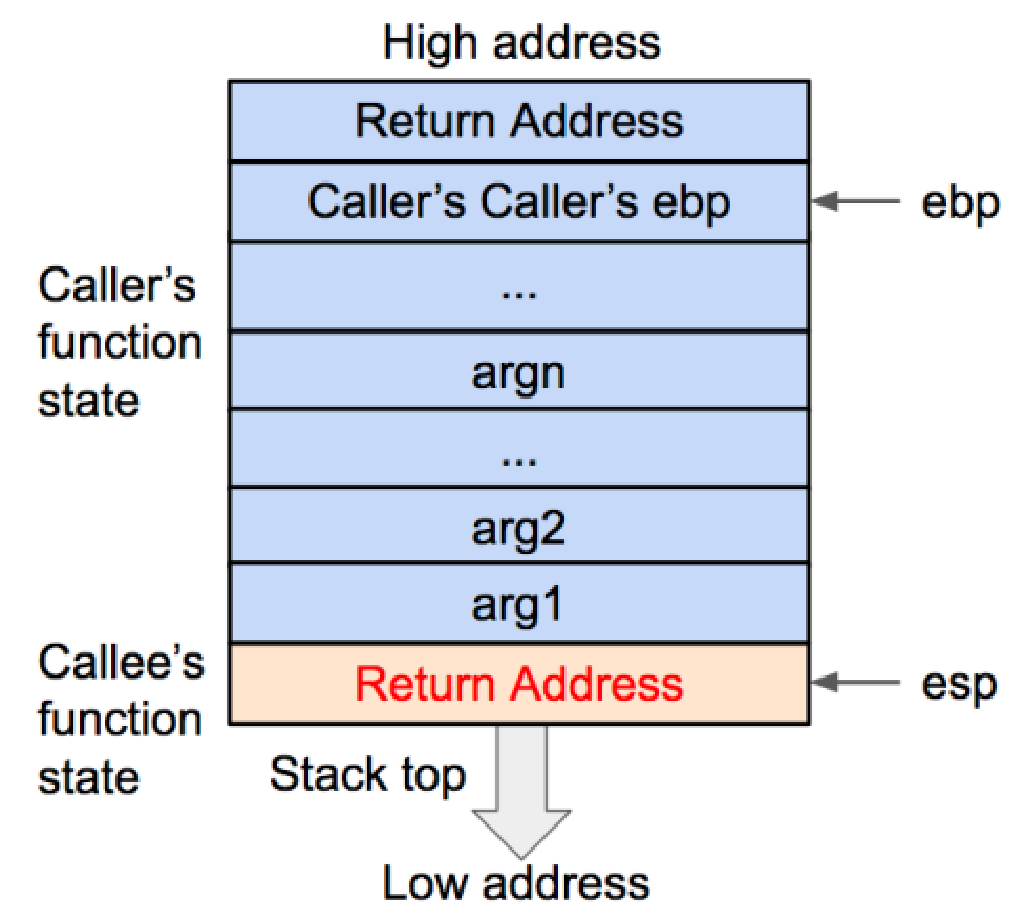 High address
Return Address
Caller’s Caller’s ebp
ebp
...
Caller’s
function
state
argn
...
arg2
arg1
Callee’s
function
state
Return Address
esp
Stack top
Low address